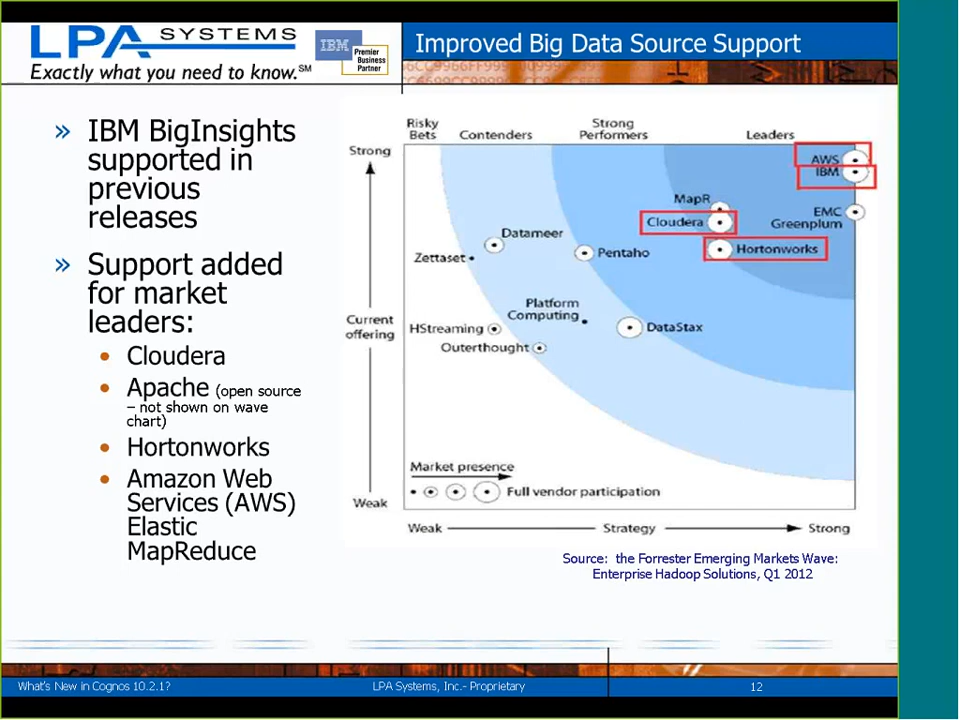 LPA SYSTEMS
Exactly what you need to know.℠
IBM
Premier
Business
Partner
Improved Big Data Source Support
» IBM BigInsights
supported in
previous
releases
» Support added
for market
leaders:
• Cloudera
• Apache (open source
– not shown on wave
chart)
• Hortonworks
• Amazon Web
Services (AWS)
Elastic
MapReduce
Risky
Bets
Contenders
Strong
Performers
Leaders
Strong
AWS
IBM
MapR
EMC
Greenplum
Cloudera
Datameer
Hortonworks
Zettaset
Pentaho
Platform
Computing
Current
offering
HStreaming
DataStax
Outerthought
Market presence
Full vendor participation
Weak
Weak
Strategy
Strong
Source: the Forrester Emerging Markets Wave:
Enterprise Hadoop Solutions, Q1 2012
What's New in Cognos 10.2.1?
LPA Systems, Inc.- Proprietary
12